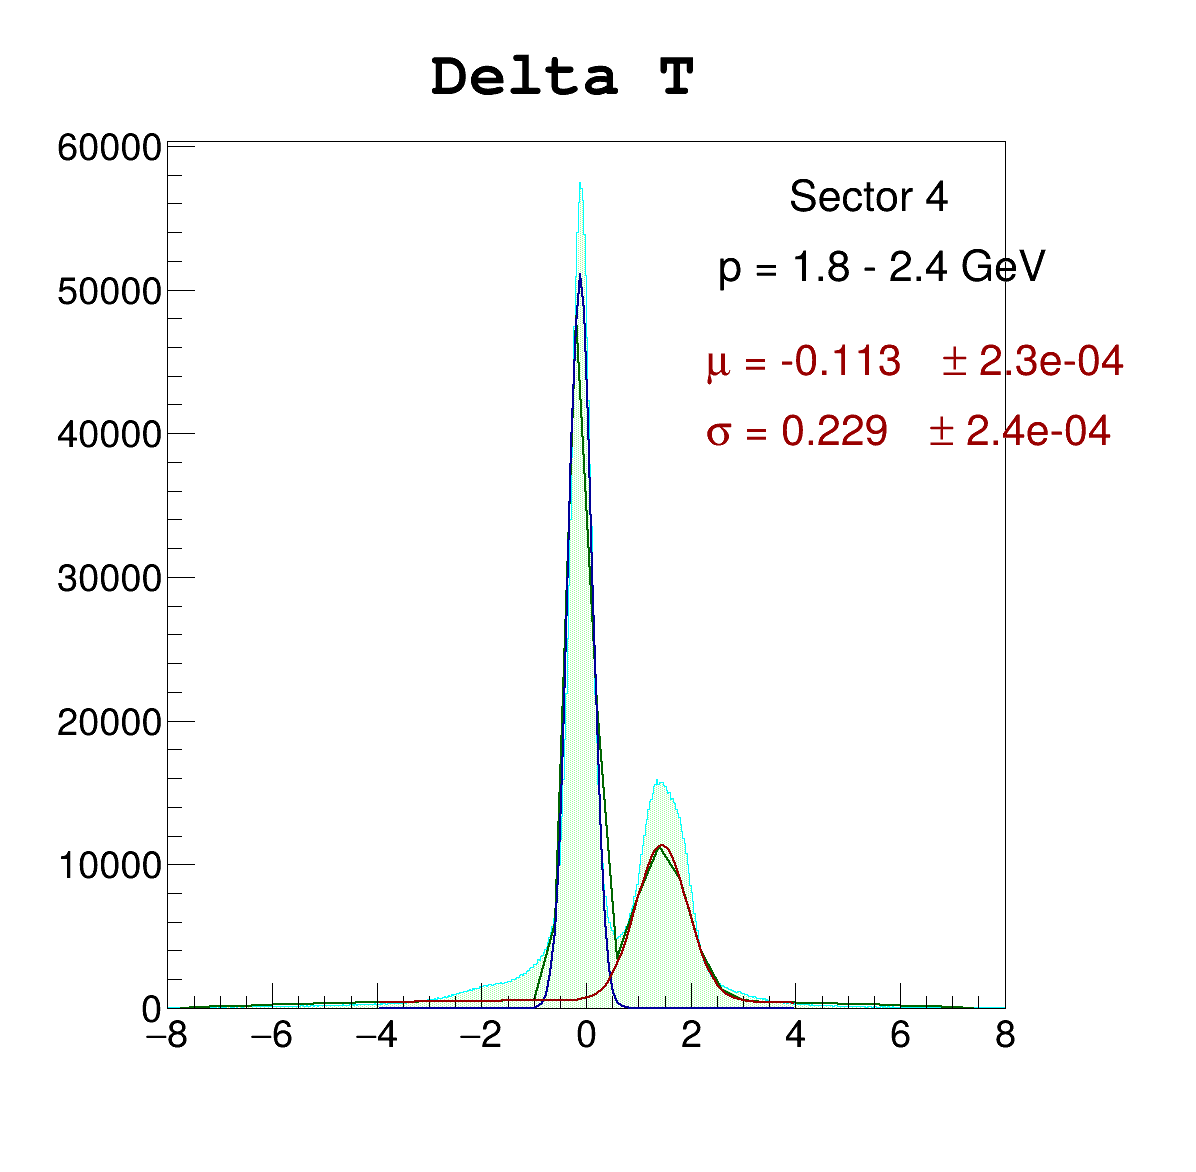 Delta T
60000
50000
40000
30000
20000
10000
0
−8 −6 −4 −2 0 2 4 6 8
Sector 4
p = 1.8 - 2.4 GeV
μ = -0.113 ± 2.3e-04
σ = 0.229 ± 2.4e-04